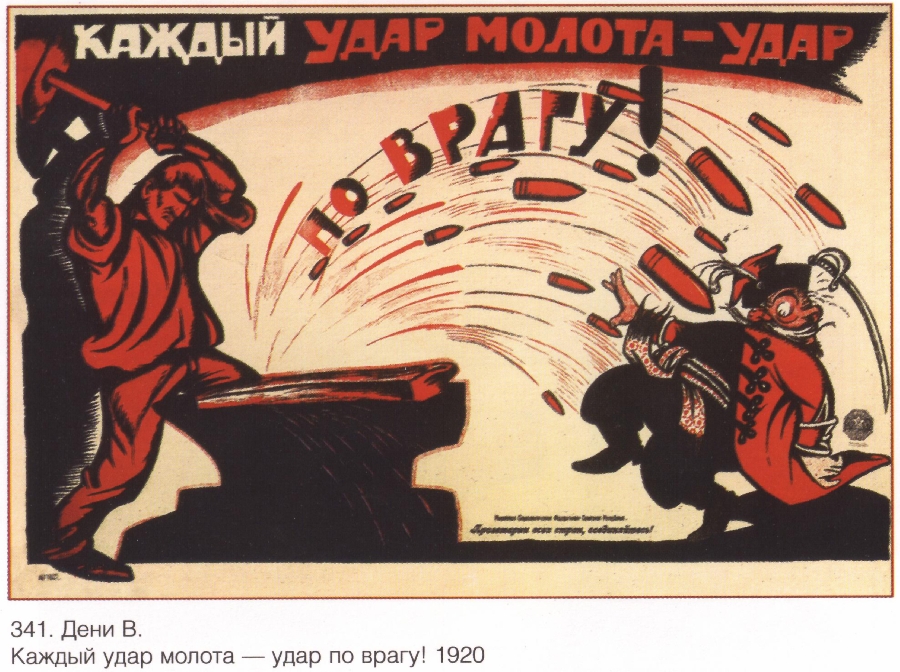 КАЖДЫЙ УДАР МОЛОТА – УДАР
ПО ВРАГУ!
Пролетарии всех стран, соединяйтесь!
341. Дени В.
Каждый удар молота — удар по врагу! 1920